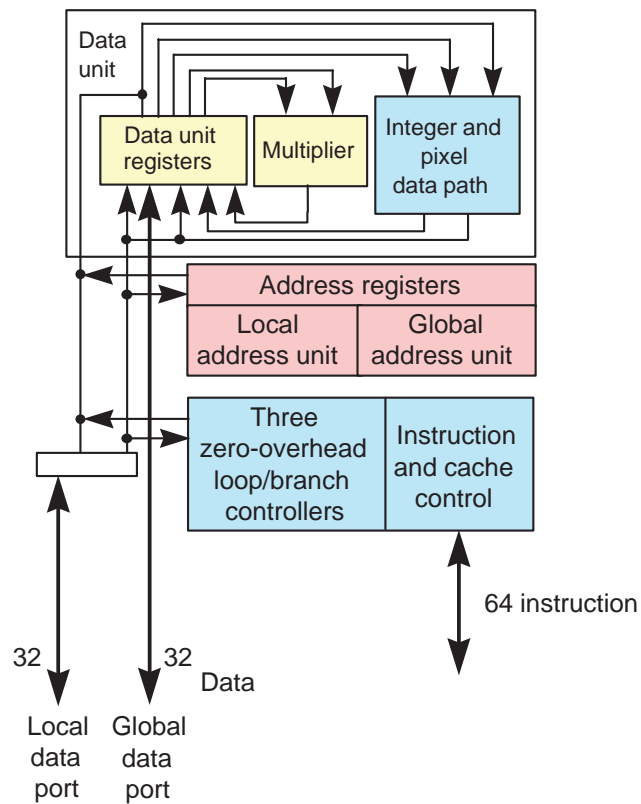 Data
unit
Data unit
registers
Multiplier
Integer and
pixel
data path
Address registers
Local
address unit
Global
address unit
Three
zero-overhead
loop/branch
controllers
Instruction
and cache
control
64 instruction
32
32
Data
Local
data
port
Global
data
port